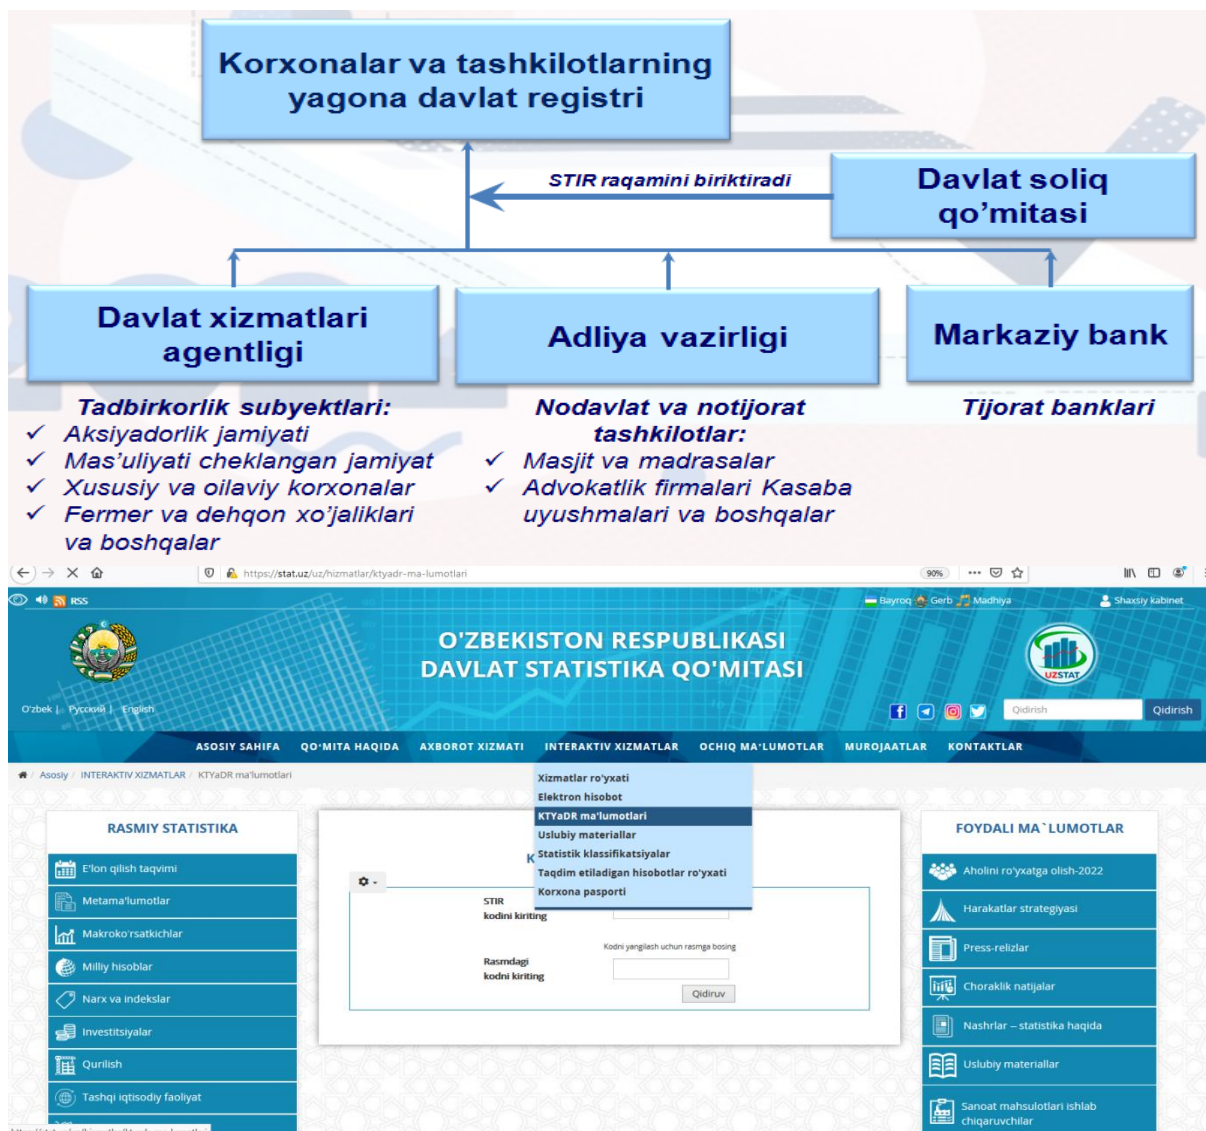 Korxonalar va tashkilotlarning
yagona davlat registri
STIR raqamini biriktiradi
Davlat soliq
qo’mitasi
Davlat xizmatlari
agentligi
Adliya vazirligi
Markaziy bank
Tadbirkorlik subyektlari:
✓ Aksiyadorlik jamiyati
✓ Mas’uliyati cheklangan jamiyat
✓ Xususiy va oilaviy korxonalar
✓ Fermer va dehqon xo’jaliklari
va boshqalar
Nodavlat va notijorat
tashkilotlar:
✓ Masjit va madrasalar
✓ Advokatlik firmalari Kasaba
uyushmalari va boshqalar
Tijorat banklari
https://stat.uz/uz/hizmatlar/ktyadr-ma-lumotlari
90%
RSS
Bayroq Gerb Madhiya
Shaxsiy kabinet
O'ZBEKISTON RESPUBLIKASI
DAVLAT STATISTIKA QO'MITASI
UZSTAT
O'zbek | Русский | English
Qidirish Qidirish
ASOSIY SAHIFA QO'MITA HAQIDA AXBOROT XIZMATI INTERAKTIV XIZMATLAR OCHIQ MA'LUMOTLAR MUROJAATLAR KONTAKTLAR
Asosiy / INTERAKTIV XIZMATLAR / KTYaDR ma'lumotlari
Xizmatlar ro'yxati
Elektron hisobot
KTYaDR ma'lumotlari
Uslubiy materiallar
Statistik klassifikatsiyalar
Taqdim etiladigan hisobotlar ro'yxati
Korxona pasporti
RASMIY STATISTIKA
E'lon qilish taqvimi
Metama'lumotlar
Makroko'rsatkichlar
Milliy hisoblar
Narx va indekslar
Investitsiyalar
Qurilish
Tashqi iqtisodiy faoliyat
K
STIR
kodini kiriting
Kodni yangilash uchun rasmga bosing
Rasmdagi
kodni kiriting
Qidiruv
FOYDALI MA`LUMOTLAR
Aholini ro'yxatga olish-2022
Harakatlar strategiyasi
Press-relizlar
Choraklik natijalar
Nashrlar – statistika haqida
Uslubiy materiallar
Sanoat mahsulotlari ishlab
chiqaruvchilar